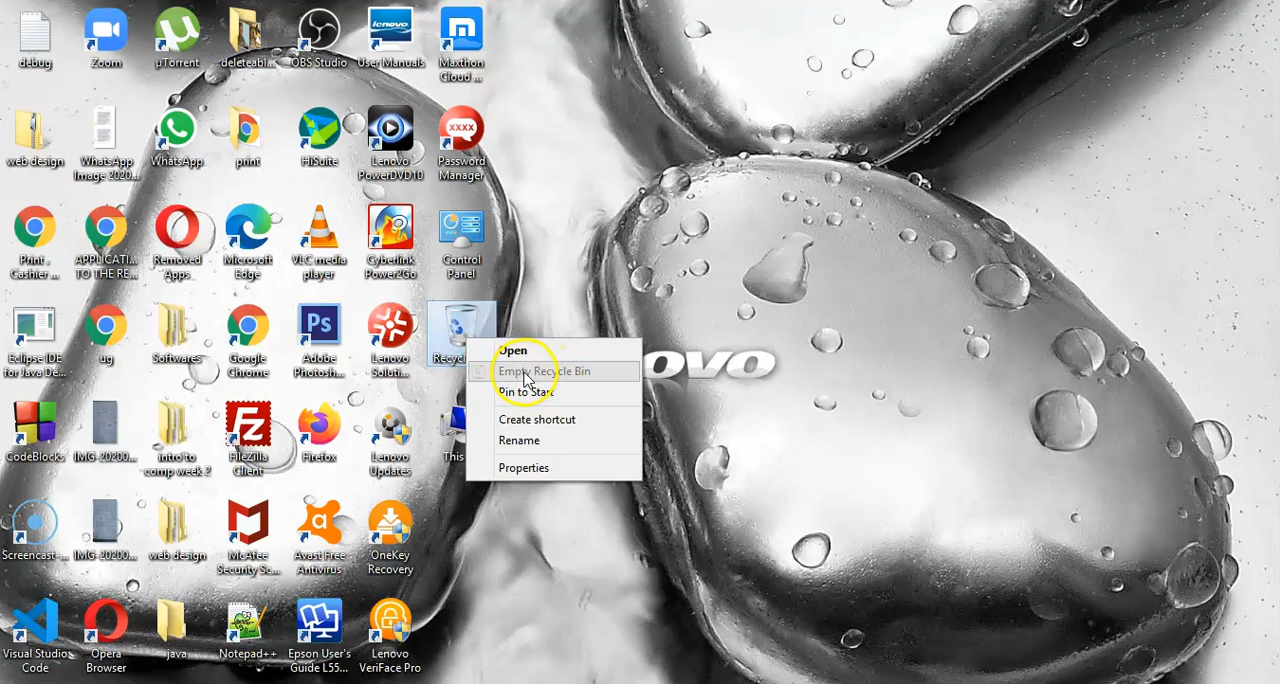 debug
Zoom
µTorrent
deleteabl...
OBS Studio
lenovo
User Manuals
Maxthon
Cloud ...
web design
WhatsApp
Image 2020...
WhatsApp
print
HiSuite
Lenovo
PowerDVD10
XXXX
Password
Manager
Print .
Cashier ...
APPLICATI...
TO THE RE...
Removed
Apps
Microsoft
Edge
VLC media
player
Cyberlink
Power2Go
Control
Panel
Eclipse IDE
for Java De...
ug
Softwares
Google
Chrome
Ps
Adobe
Photosh...
Lenovo
Soluti...
Recycl
Open
Empty Recycle Bin
Pin to Start
Create shortcut
Rename
Properties
ovo
CodeBlocks
IMG-20200...
intro to
comp week 2
Fz
FileZilla
Client
Firefox
Lenovo
Updates
This
Screencast-...
IMG-20200...
web design
McAfee
Security Sc...
Avast Free
Antivirus
OneKey
Recovery
Visual Studio
Code
Opera
Browser
java
Notepad++
Epson User's
Guide L55...
Lenovo
VeriFace Pro